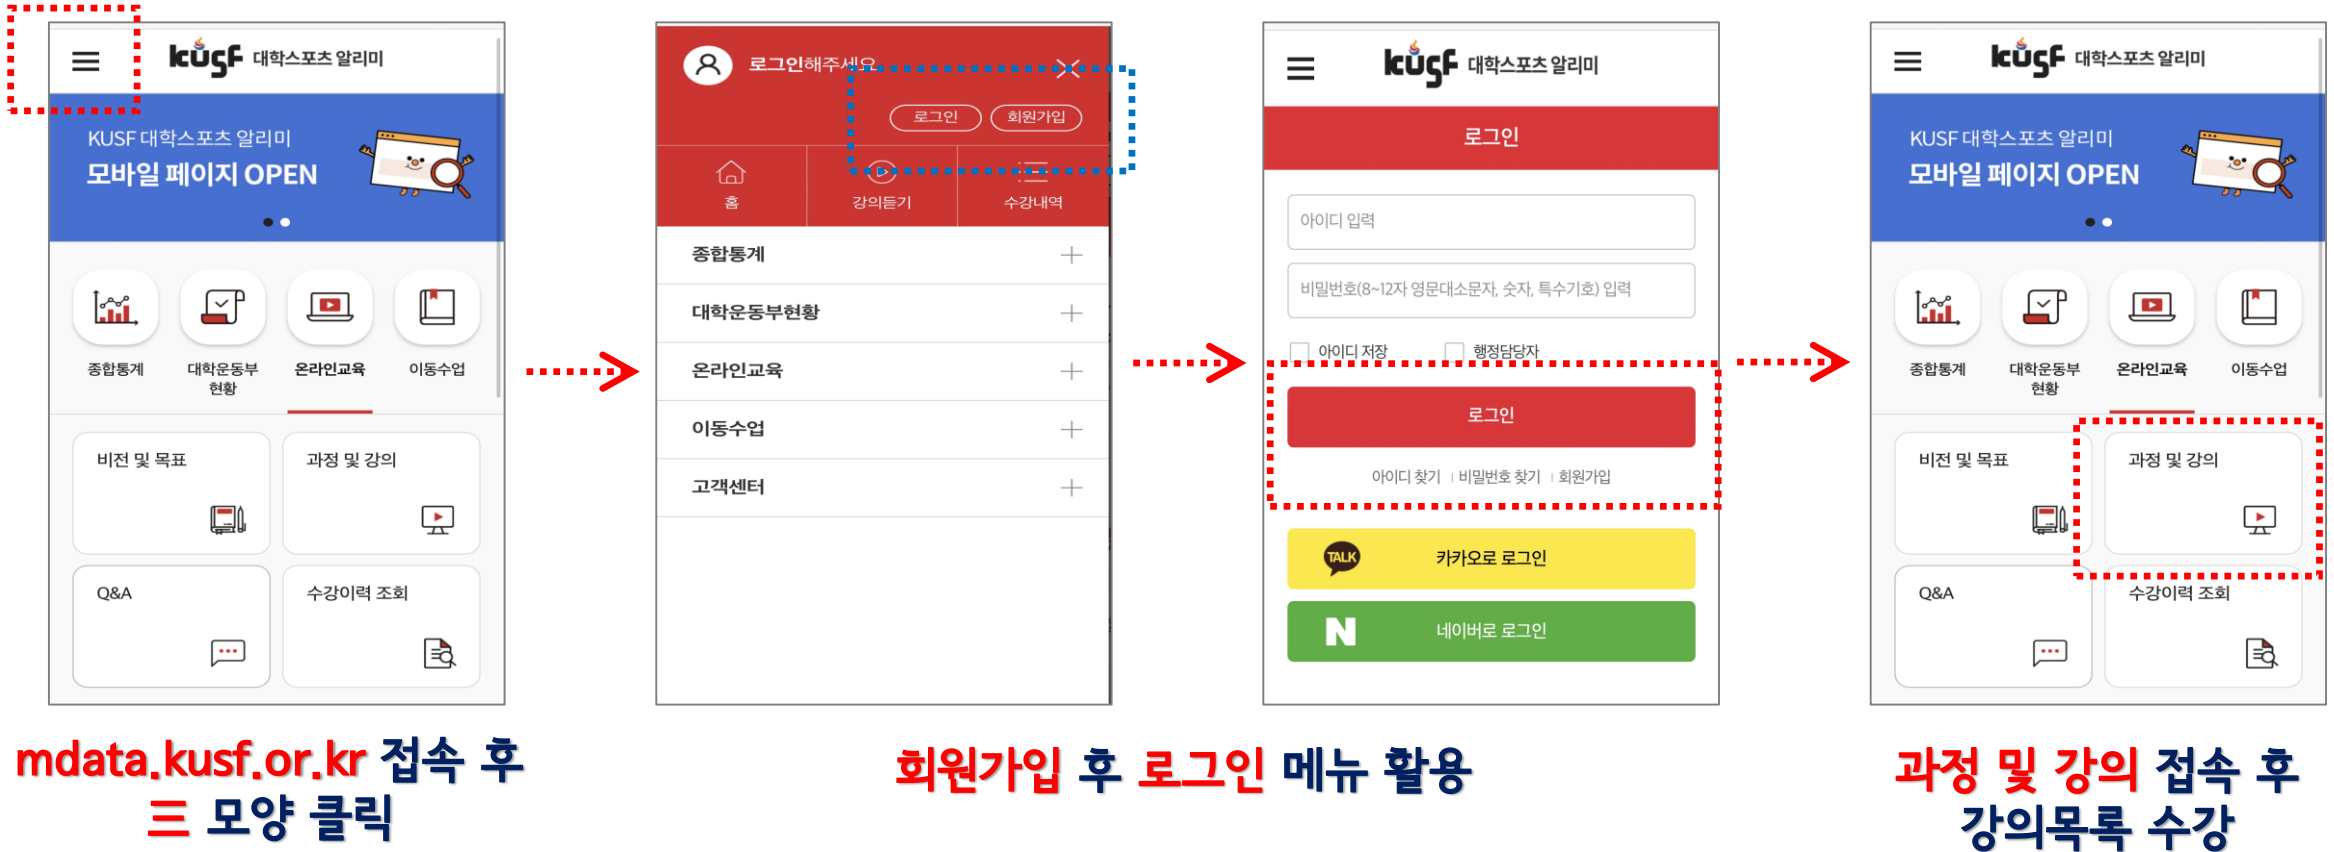 kusf 대학스포츠 알리미
KUSF 대학스포츠 알리미
모바일 페이지 OPEN
종합통계
대학운동부
현황
온라인교육
이동수업
비전 및 목표
과정 및 강의
Q&A
수강이력 조회
mdata.kusf.or.kr 접속 후
三 모양 클릭
로그인해주세요
로그인
회원가입
홈
강의듣기
수강내역
종합통계
대학운동부현황
온라인교육
이동수업
고객센터
kusf 대학스포츠 알리미
로그인
아이디 입력
비밀번호(8~12자 영문대소문자, 숫자, 특수기호) 입력
아이디 저장
행정담당자
로그인
아이디 찾기 | 비밀번호 찾기 | 회원가입
TALK 카카오로 로그인
N 네이버로 로그인
회원가입 후 로그인 메뉴 활용
kusf 대학스포츠 알리미
KUSF 대학스포츠 알리미
모바일 페이지 OPEN
종합통계
대학운동부
현황
온라인교육
이동수업
비전 및 목표
과정 및 강의
Q&A
수강이력 조회
과정 및 강의 접속 후
강의목록 수강